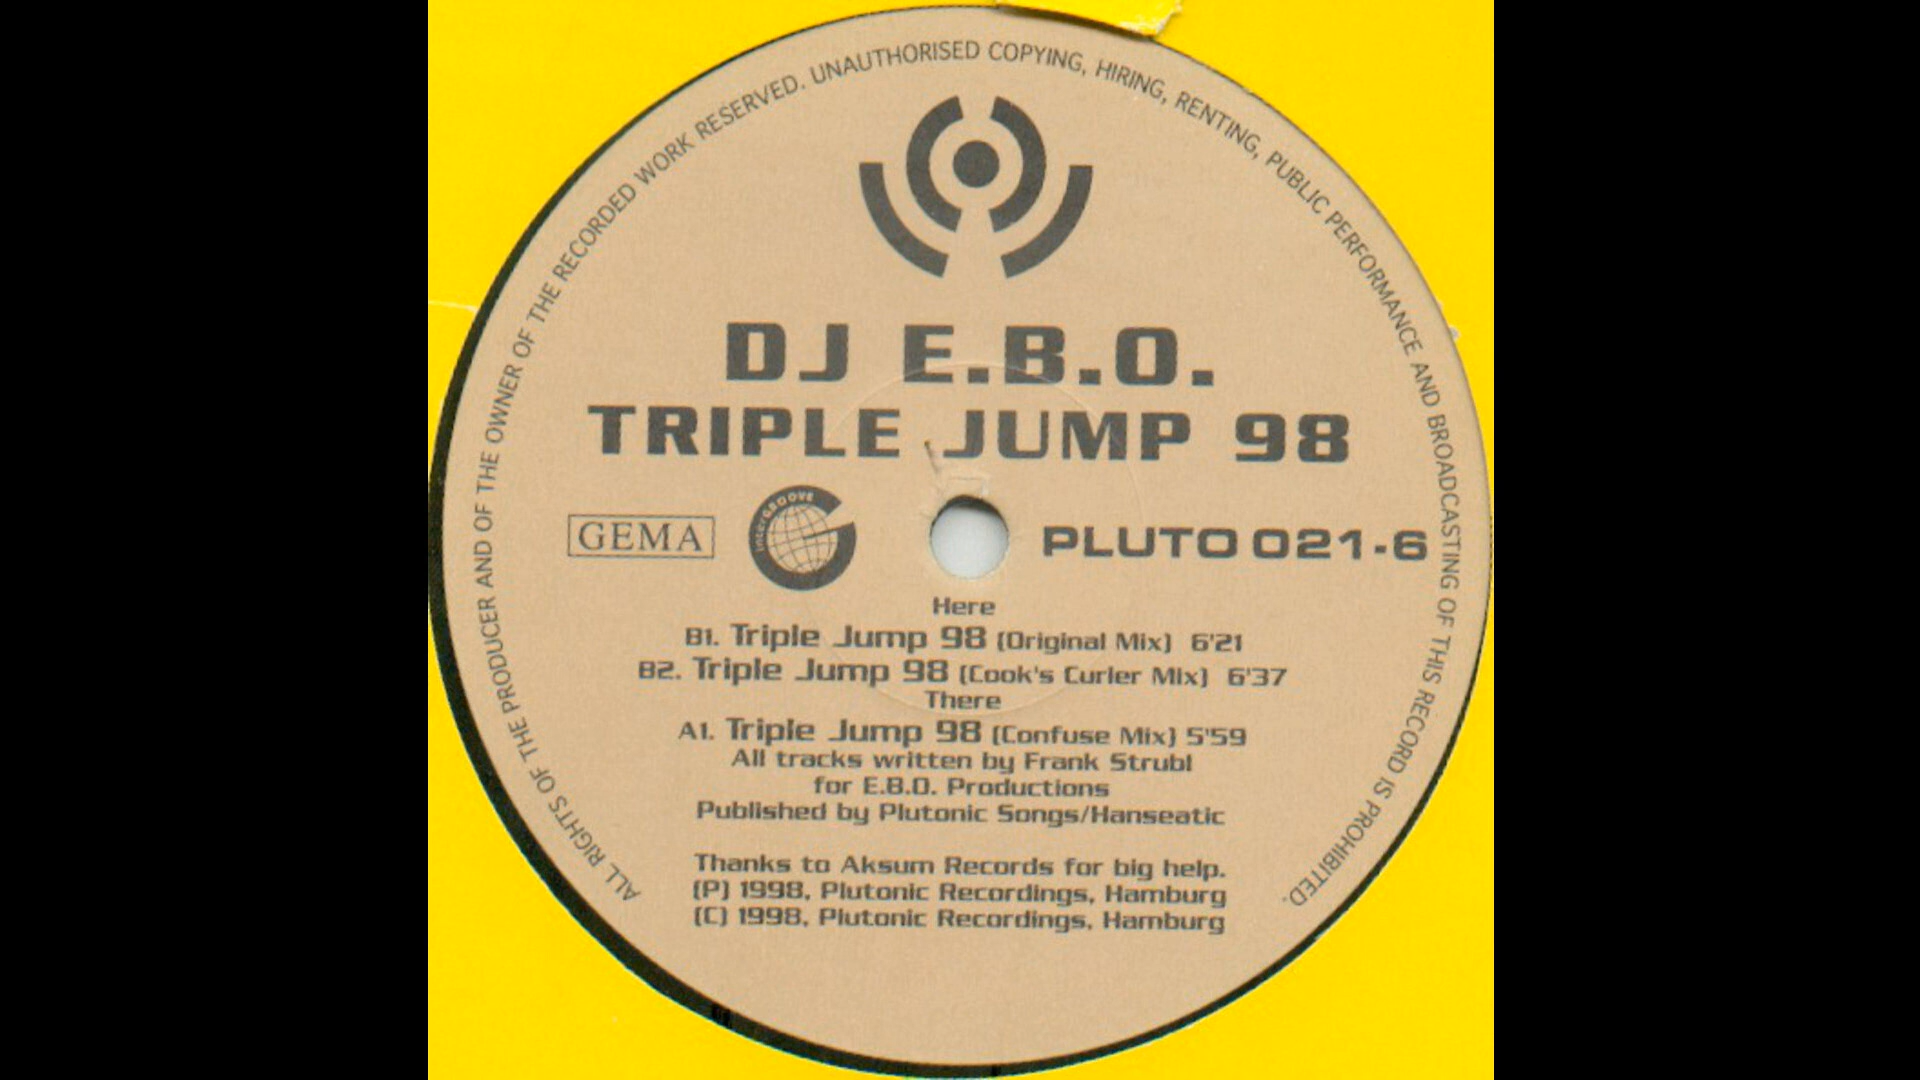 ALL RIGHTS OF THE PRODUCER AND OF THE OWNER OF THE RECORDED WORK RESERVED. UNAUTHORISED COPYING, HIRING, RENTING, PUBLIC PERFORMANCE AND BROADCASTING OF THIS RECORD IS PROHIBITED.
DJ E.B.O.
TRIPLE JUMP 98
GEMA
interGROOVE
PLUTO 021-6
Here
B1. Triple Jump 98 (Original Mix) 6'21
B2. Triple Jump 98 (Cook's Curler Mix) 6'37
There
A1. Triple Jump 98 (Confuse Mix) 5'59
All tracks written by Frank Strubl
for E.B.O. Productions
Published by Plutonic Songs/Hanseatic
Thanks to Aksum Records for big help.
(P) 1998, Plutonic Recordings, Hamburg
(C) 1998, Plutonic Recordings, Hamburg